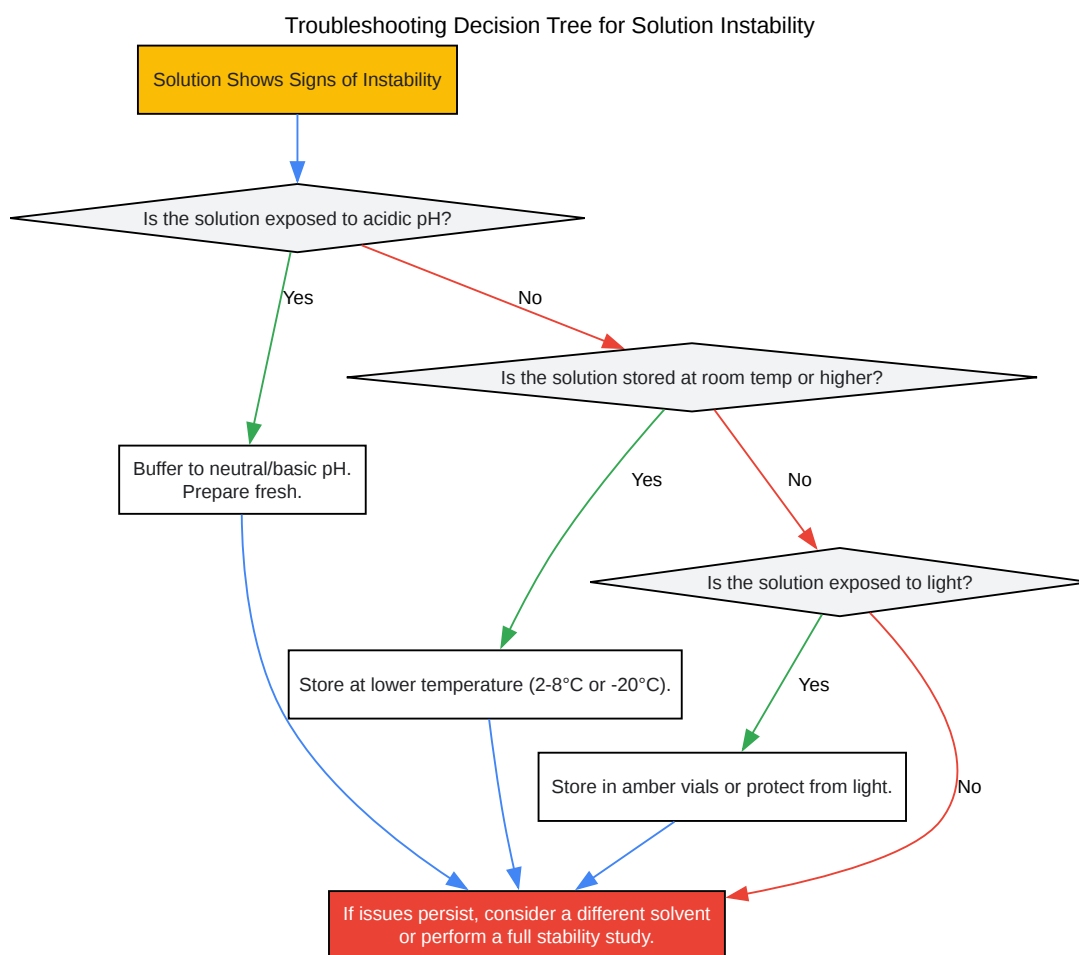 Troubleshooting Decision Tree for Solution Instability
Solution Shows Signs of Instability
Is the solution exposed to acidic pH?
Yes
No
Is the solution stored at room temp or higher?
Buffer to neutral/basic pH.
Prepare fresh.
Yes
No
Is the solution exposed to light?
Store at lower temperature (2-8°C or -20°C).
Yes
Store in amber vials or protect from light.
No
If issues persist, consider a different solvent
or perform a full stability study.